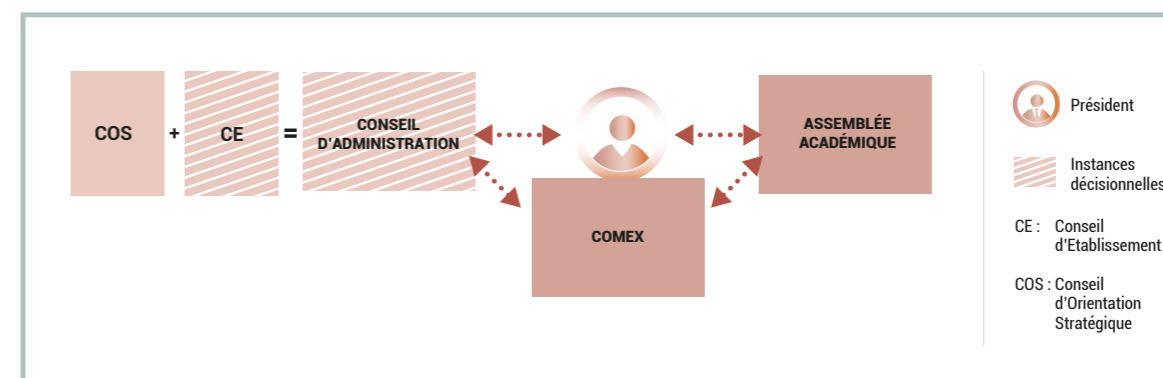 COS
+
CE
=
CONSEIL
D'ADMINISTRATION
COMEX
ASSEMBLÉE
ACADÉMIQUE
Président
Instances
décisionnelles
CE : Conseil
d'Etablissement
COS : Conseil
d'Orientation
Stratégique